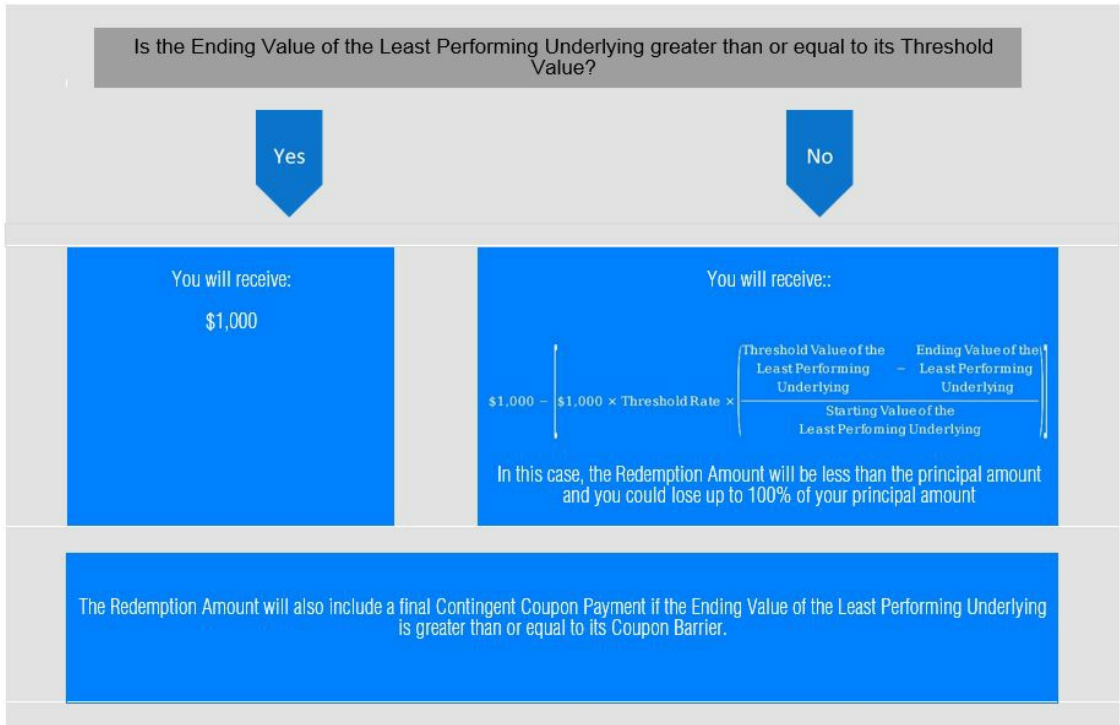 Is the Ending Value of the Least Performing Underlying greater than or equal to its Threshold
Value?
Yes
No
You will receive:
$1,000
You will receive::
Threshold Value of the
Least Performing
Underlying
−
Ending Value of the
Least Performing
Underlying
$1,000 − [$1,000 × Threshold Rate × (
Starting Value of the
Least Perfoming Underlying
)]
In this case, the Redemption Amount will be less than the principal amount
and you could lose up to 100% of your principal amount
The Redemption Amount will also include a final Contingent Coupon Payment if the Ending Value of the Least Performing Underlying
is greater than or equal to its Coupon Barrier.